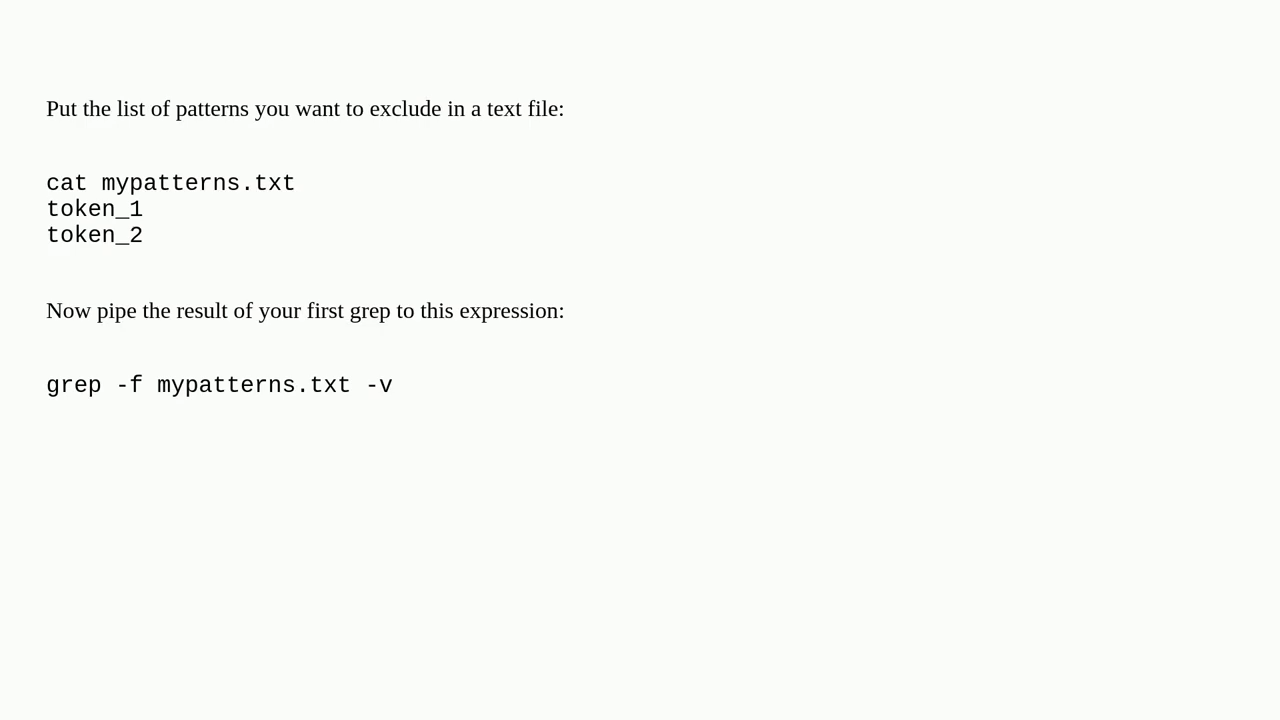 Put the list of patterns you want to exclude in a text file:
cat mypatterns.txt
token_1
token_2
Now pipe the result of your first grep to this expression:
grep -f mypatterns.txt -v